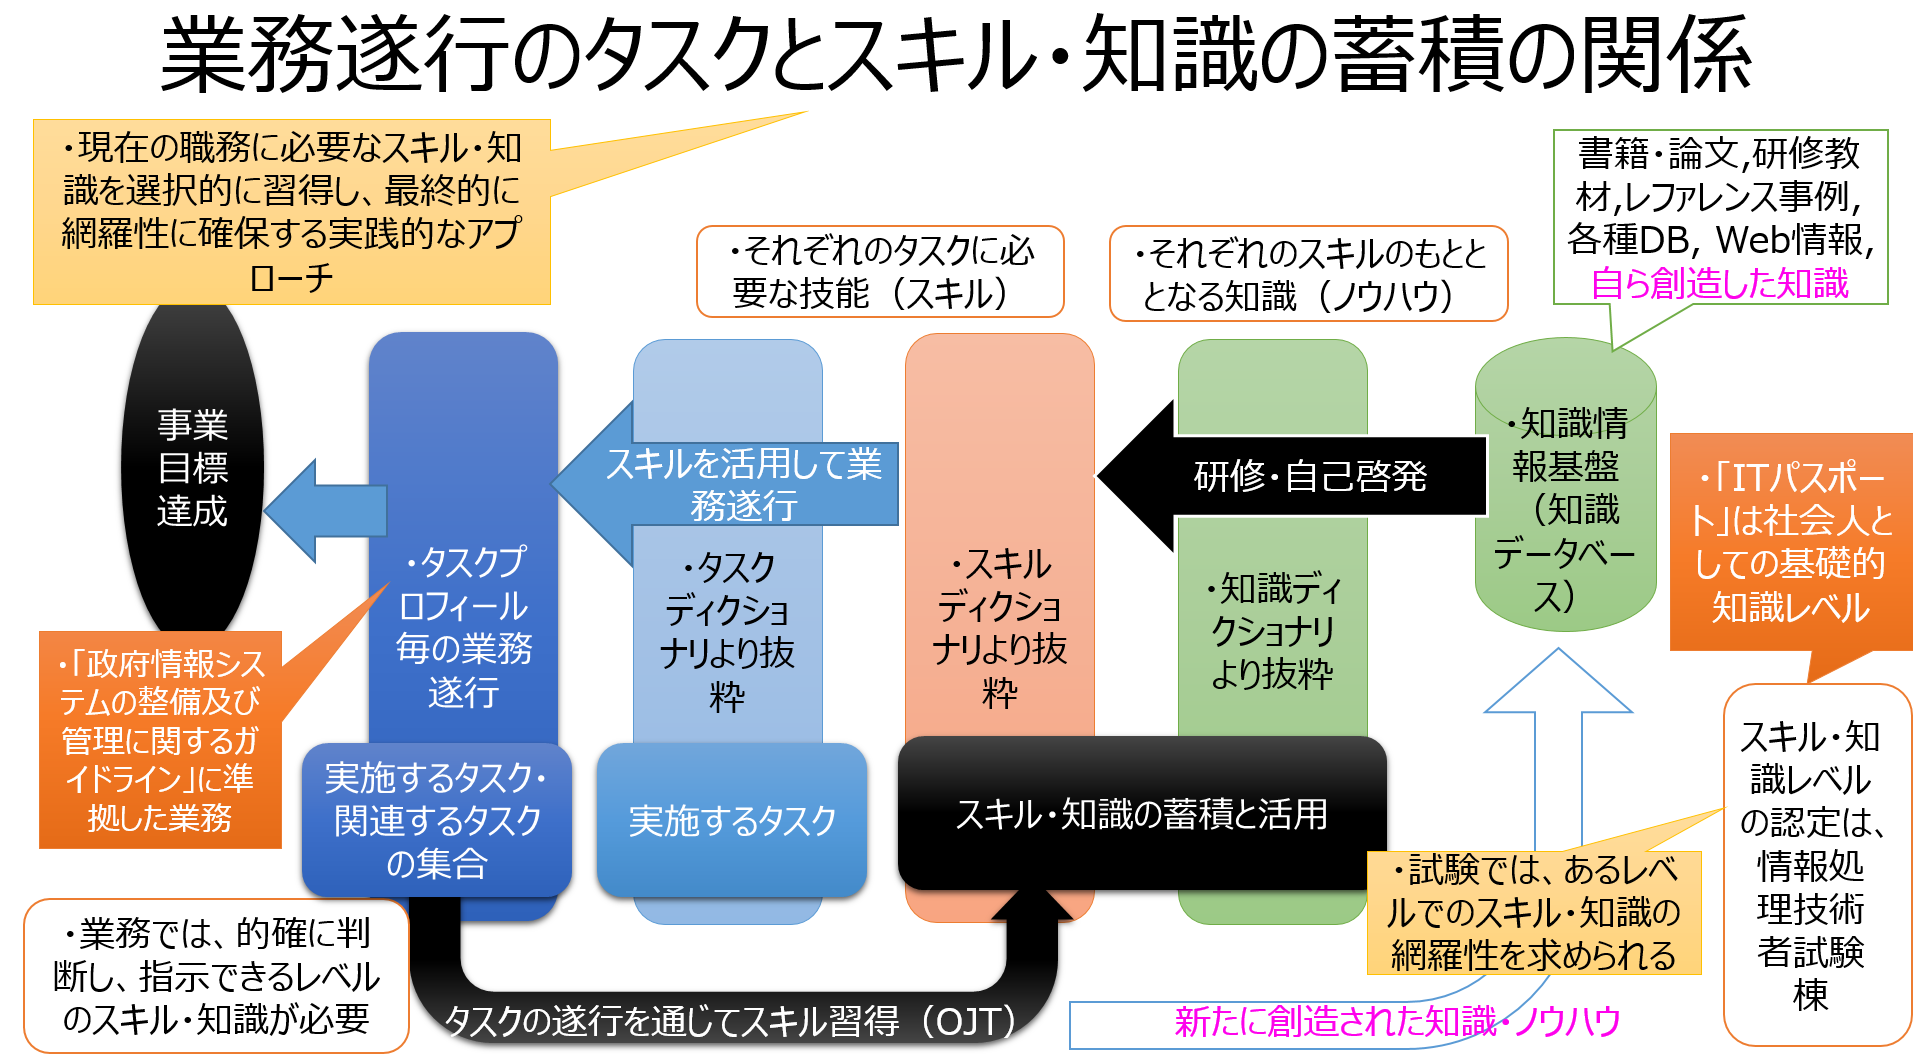 業務遂行のタスクとスキル・知識の蓄積の関係
・現在の職務に必要なスキル・知
識を選択的に習得し、最終的に
網羅性に確保する実践的なアプ
ローチ
・それぞれのタスクに必
要な技能（スキル）
・それぞれのスキルのもとと
となる知識（ノウハウ）
書籍・論文,研修教
材,レファレンス事例,
各種DB, Web情報,
自ら創造した知識
事業
目標
達成
スキルを活用して業
務遂行
研修・自己啓発
・知識情
報基盤
（知識
データベー
ス）
・「ITパスポー
ト」は社会人と
しての基礎的
知識レベル
・タスクプ
ロフィール
毎の業務
遂行
・タスク
ディクショ
ナリより抜
粋
・スキル
ディクショ
ナリより抜
粋
・知識ディ
クショナリ
より抜粋
・「政府情報シス
テムの整備及び
管理に関するガ
イドライン」に準
拠した業務
実施するタスク・
関連するタスク
の集合
実施するタスク
スキル・知識の蓄積と活用
スキル・知
識レベル
の認定は、
情報処
理技術
者試験
棟
・試験では、あるレベ
ルでのスキル・知識の
網羅性を求められる
・業務では、的確に判
断し、指示できるレベル
のスキル・知識が必要
タスクの遂行を通じてスキル習得（OJT）
新たに創造された知識・ノウハウ